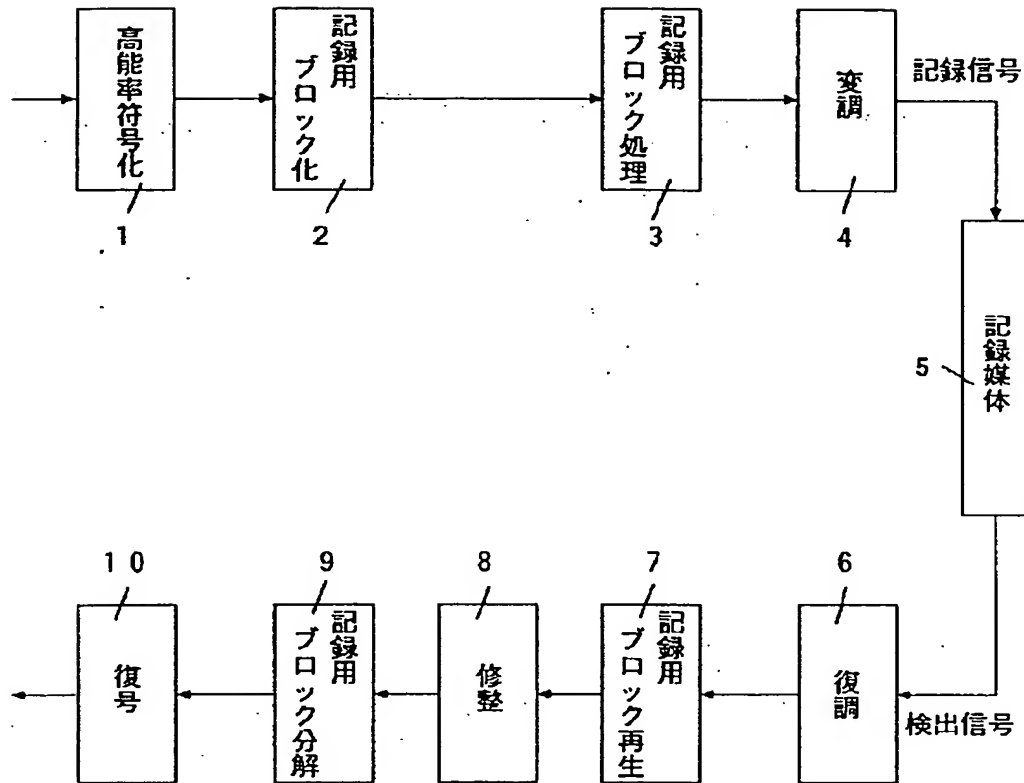 高能率符号化
記録用
ブロック化
記録用
ブロック処理
変調
記録信号
1
2
3
4
記録媒体
5
10
9
8
7
6
復号
記録用
ブロック分解
修整
記録用
ブロック再生
復調
検出信号